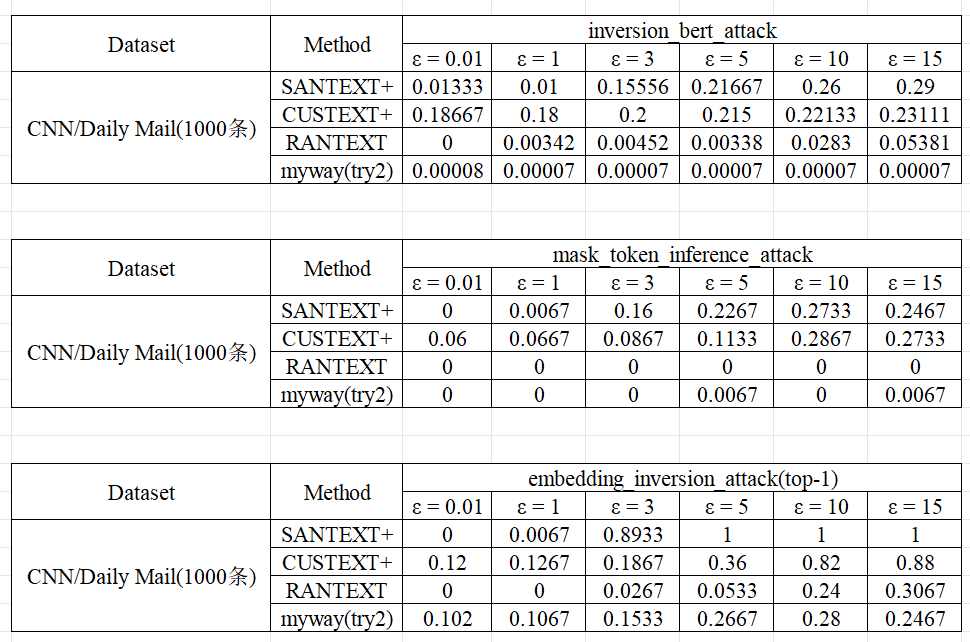 Dataset Method inversion_bert_attack
ε = 0.01 ε = 1 ε = 3 ε = 5 ε = 10 ε = 15
CNN/Daily Mail(1000条) SANTEXT+ 0.01333 0.01 0.15556 0.21667 0.26 0.29
CUSTEXT+ 0.18667 0.18 0.2 0.215 0.22133 0.23111
RANTEXT 0 0.00342 0.00452 0.00338 0.0283 0.05381
myway(try2) 0.00008 0.00007 0.00007 0.00007 0.00007 0.00007
Dataset Method mask_token_inference_attack
ε = 0.01 ε = 1 ε = 3 ε = 5 ε = 10 ε = 15
CNN/Daily Mail(1000条) SANTEXT+ 0 0.0067 0.16 0.2267 0.2733 0.2467
CUSTEXT+ 0.06 0.0667 0.0867 0.1133 0.2867 0.2733
RANTEXT 0 0 0 0 0 0
myway(try2) 0 0 0 0.0067 0 0.0067
Dataset Method embedding_inversion_attack(top-1)
ε = 0.01 ε = 1 ε = 3 ε = 5 ε = 10 ε = 15
CNN/Daily Mail(1000条) SANTEXT+ 0 0.0067 0.8933 1 1 1
CUSTEXT+ 0.12 0.1267 0.1867 0.36 0.82 0.88
RANTEXT 0 0 0.0267 0.0533 0.24 0.3067
myway(try2) 0.102 0.1067 0.1533 0.2667 0.28 0.2467